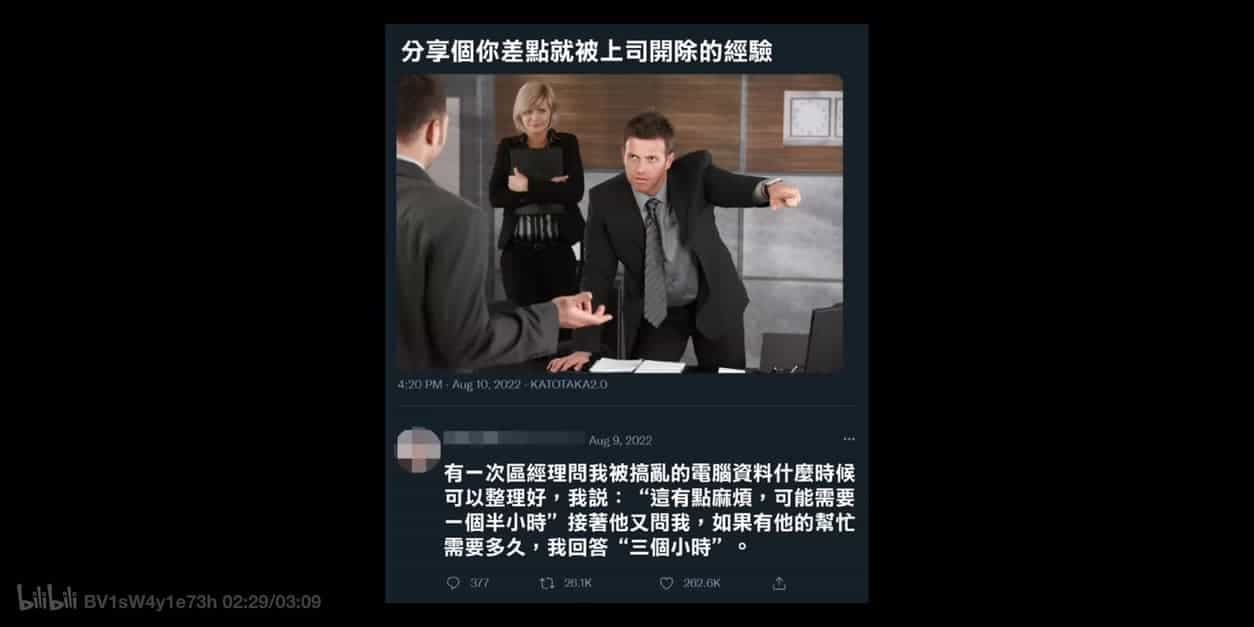 分享個你差點就被上司開除的經驗
4:20 PM · Aug 10, 2022 · KATOTAKA2.0
Aug 9, 2022
有一次區經理問我被搞亂的電腦資料什麼時候
可以整理好，我説：“這有點麻煩，可能需要
一個半小時”接著他又問我，如果有他的幫忙
需要多久，我回答“三個小時”。
377 26.1K 262.6K
bilibili BV1sW4y1e73h 02:29/03:09